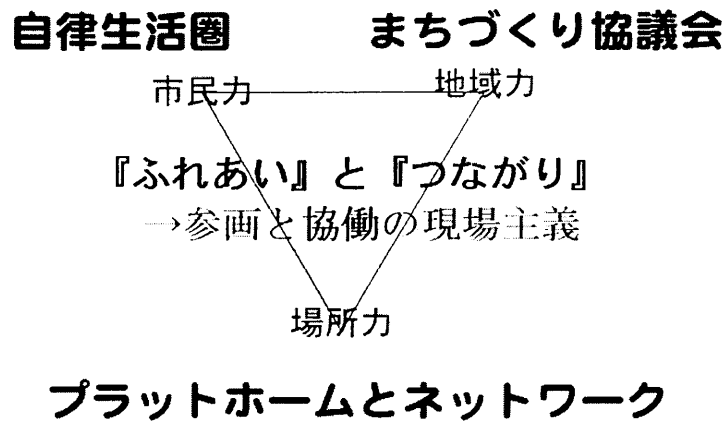 自律生活圏 まちづくり協議会
市民力 地域力
『ふれあい』と『つながり』
→参画と協働の現場主義
場所力
プラットホームとネットワーク